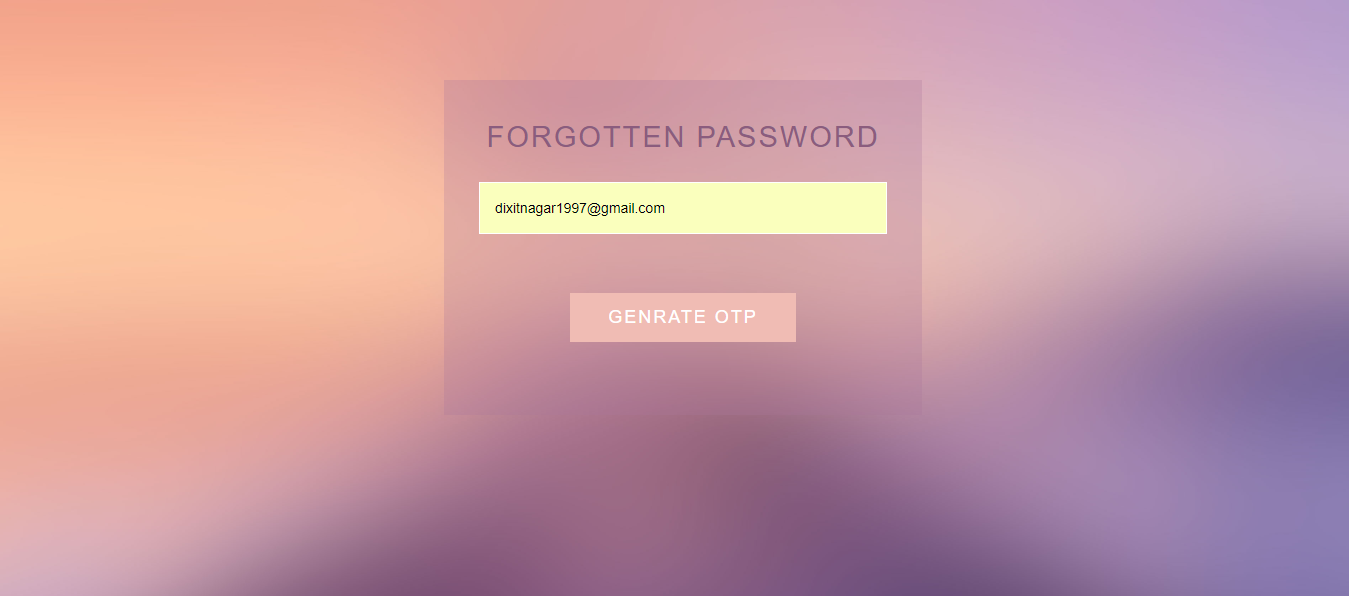 FORGOTTEN PASSWORD
dixitnagar1997@gmail.com
GENRATE OTP